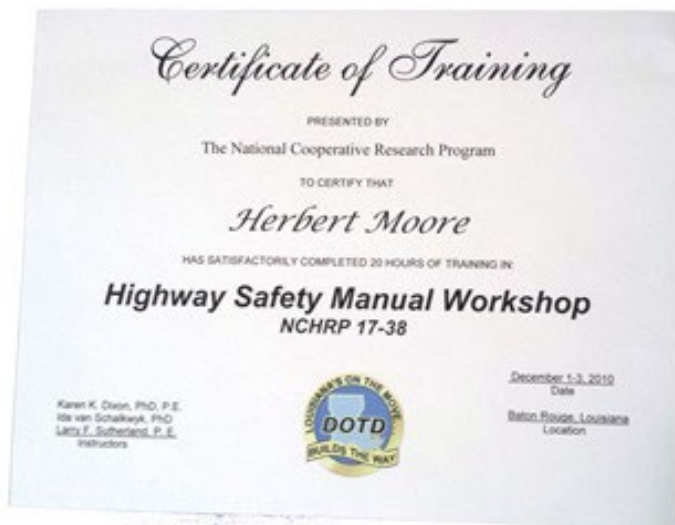 Certificate of Training
PRESENTED BY
The National Cooperative Research Program
TO CERTIFY THAT
Herbert Moore
HAS SATISFACTORILY COMPLETED 20 HOURS OF TRAINING IN:
Highway Safety Manual Workshop
NCHRP 17-38
Karen K. Dixon, PhD, P.E.
Ida van Schalkwyk, PhD
Larry F. Sutherland, P. E.
Instructors
LOUISIANA'S ON THE MOVE
DOTD
BUILDS THE WAY
December 1-3, 2010
Date
Baton Rouge, Louisiana
Location